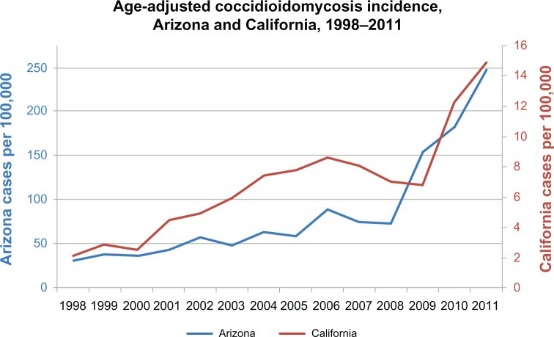 Age-adjusted coccidioidomycosis incidence,
Arizona and California, 1998–2011
Arizona cases per 100,000
250
200
150
100
50
0
16
14
12
10
8
6
4
2
0
California cases per 100,000
1998 1999 2000 2001 2002 2003 2004 2005 2006 2007 2008 2009 2010 2011
Arizona California